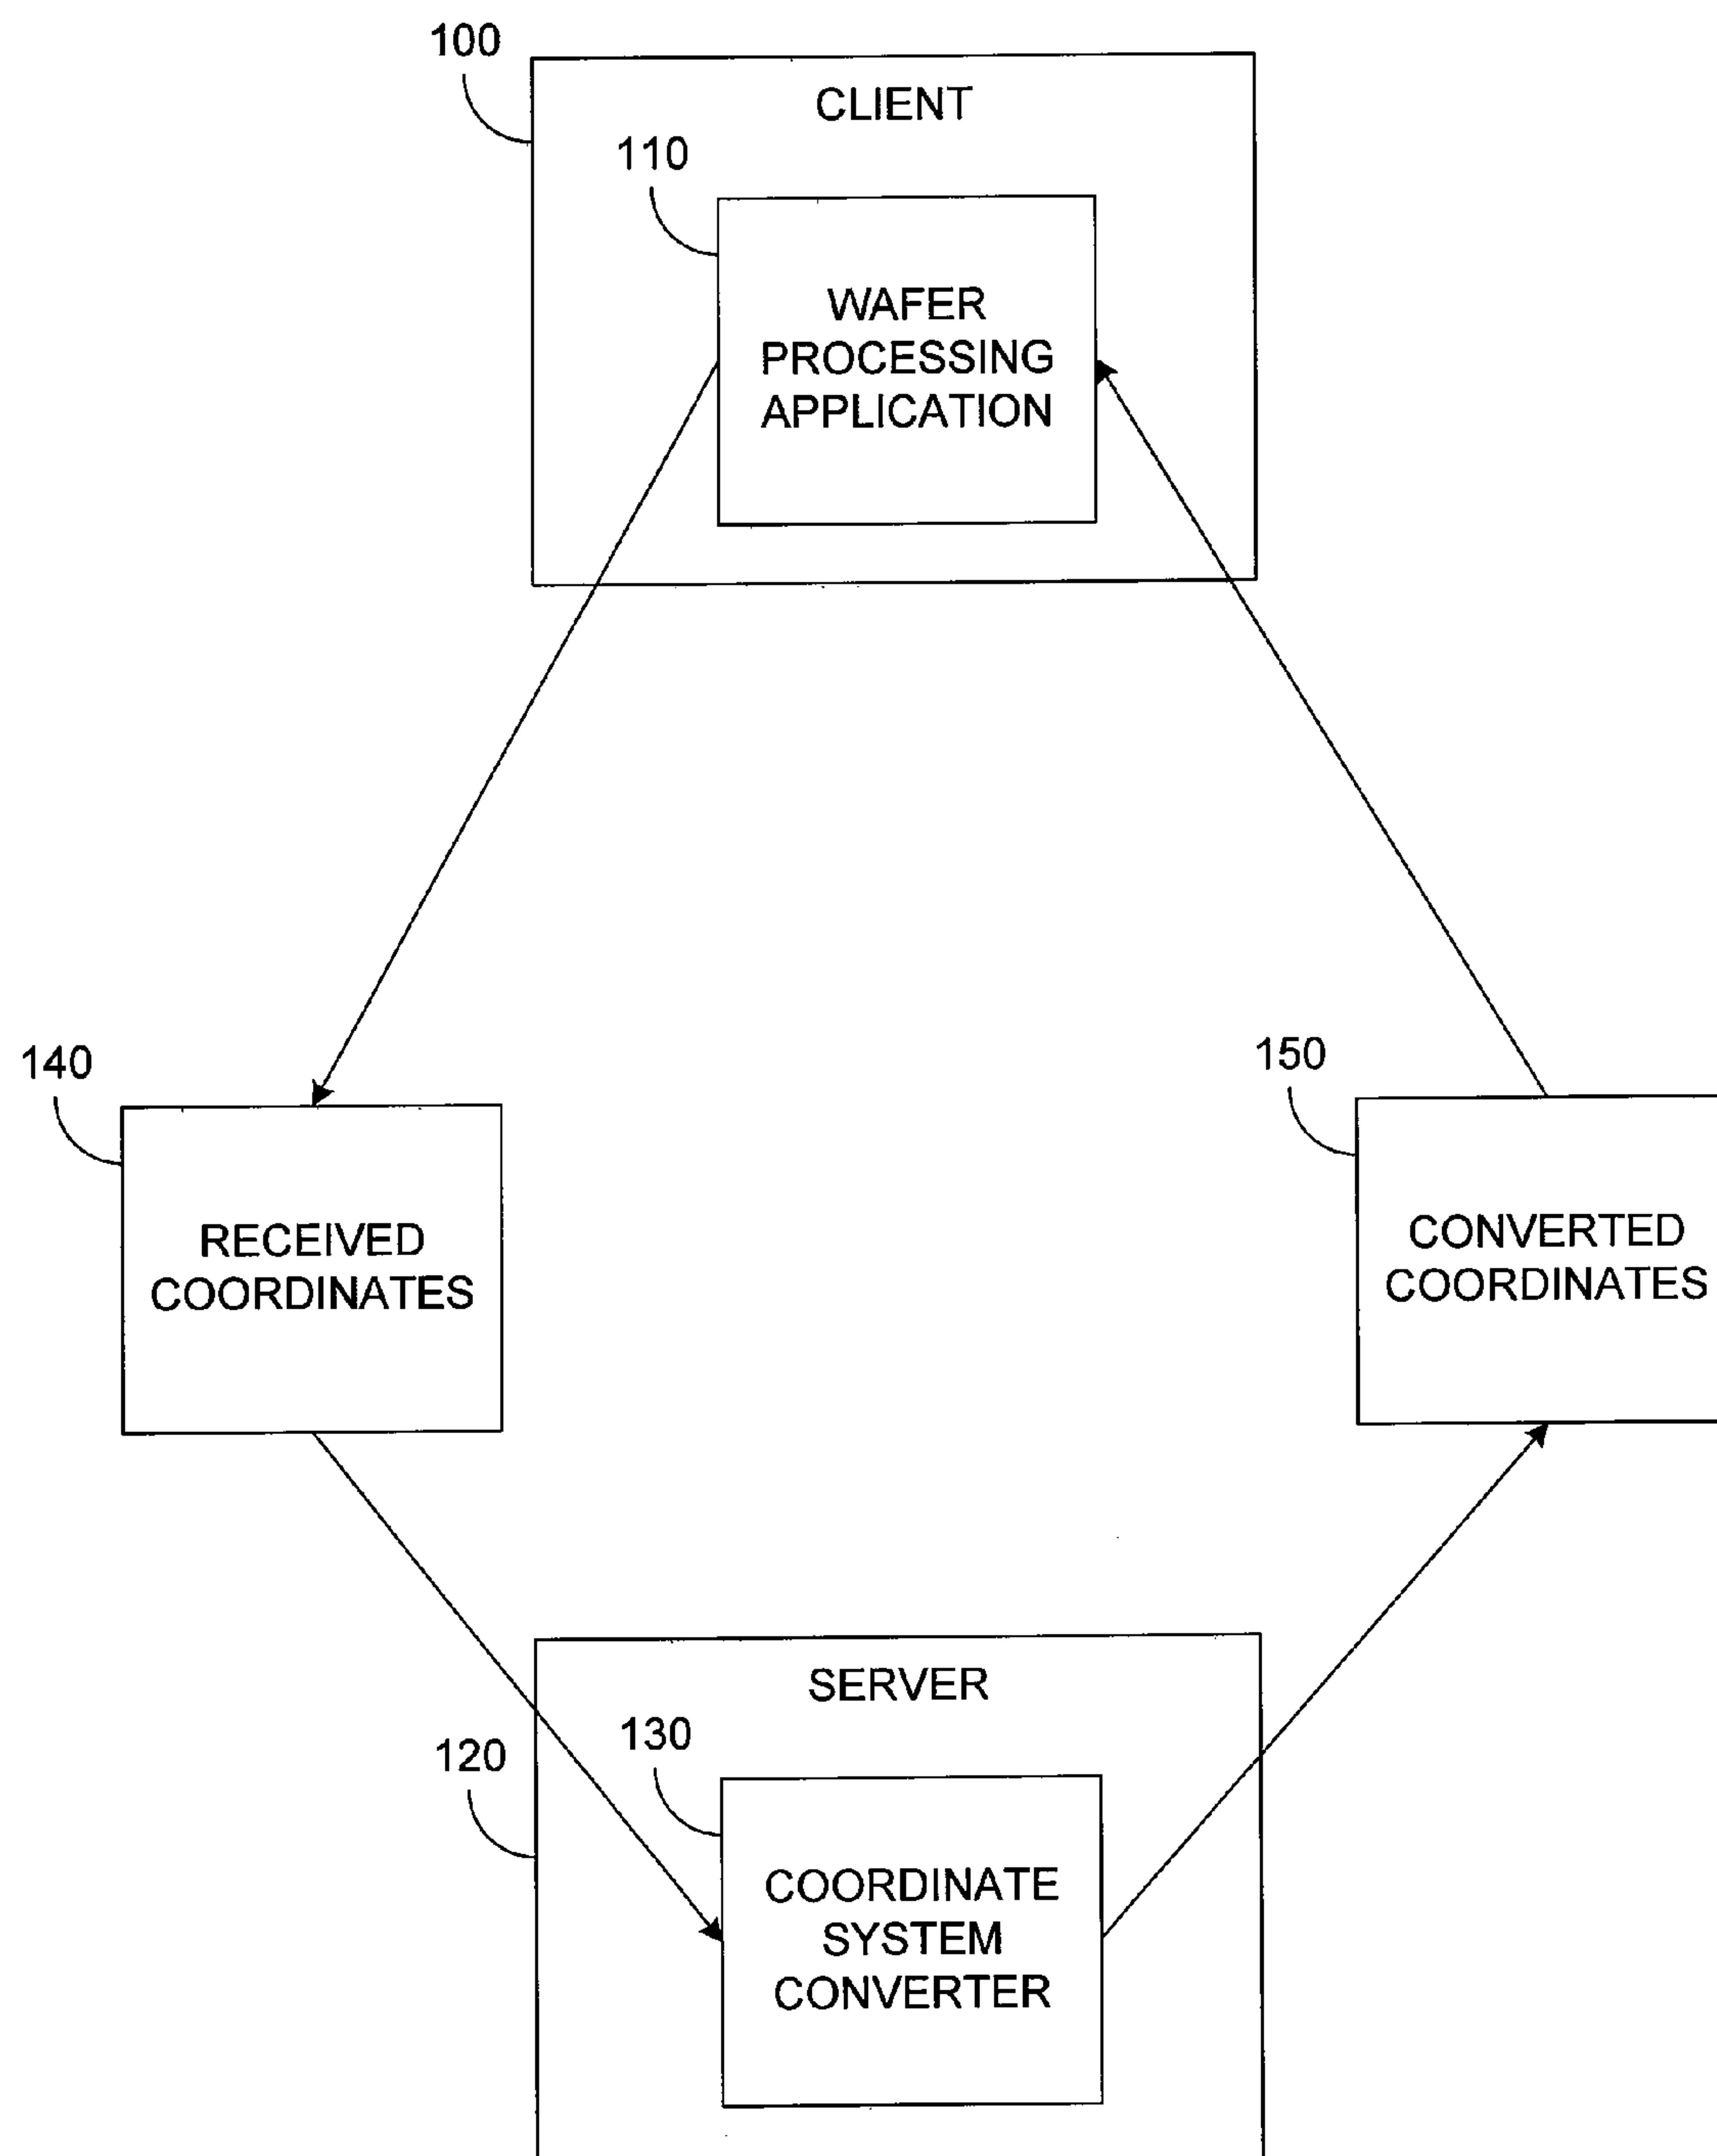 100
CLIENT
110
WAFER
PROCESSING
APPLICATION
140
150
RECEIVED
COORDINATES
CONVERTED
COORDINATES
SERVER
120
130
COORDINATE
SYSTEM
CONVERTER